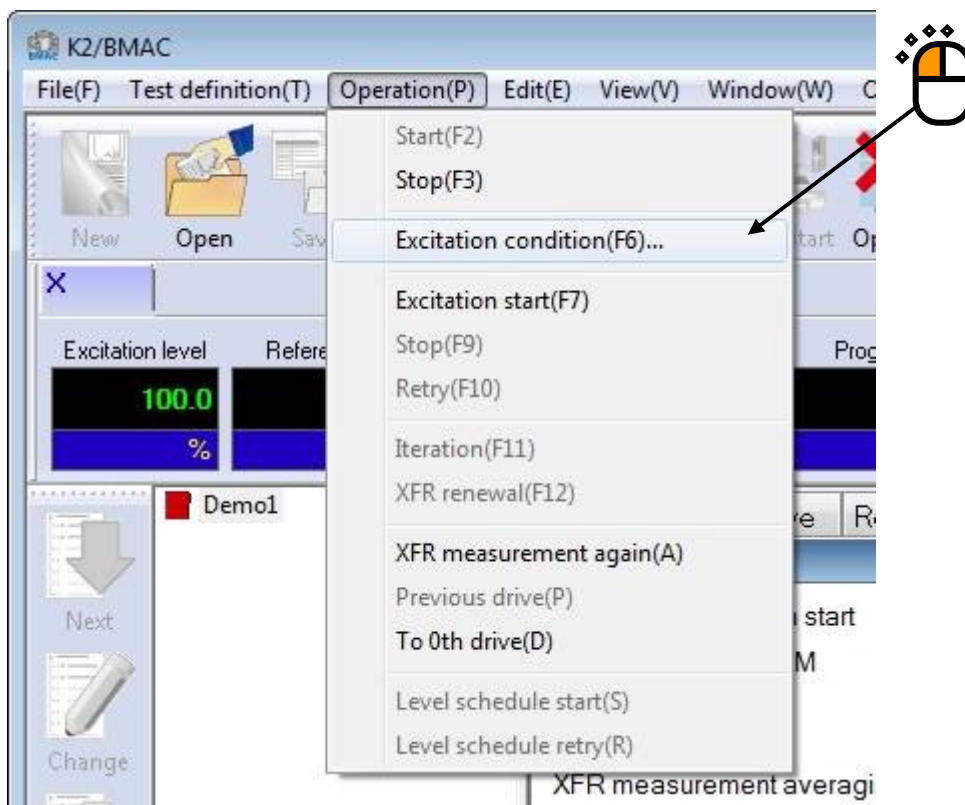 K2/BMAC
File(F) Test definition(T) Operation(P) Edit(E) View(V) Window(W)
New Open
Excitation level
100.0
%
Demo1
Next
Change
Start(F2)
Stop(F3)
Excitation condition(F6)...
Excitation start(F7)
Stop(F9)
Retry(F10)
Iteration(F11)
XFR renewal(F12)
XFR measurement again(A)
Previous drive(P)
To 0th drive(D)
Level schedule start(S)
Level schedule retry(R)
start
M
XFR measurement